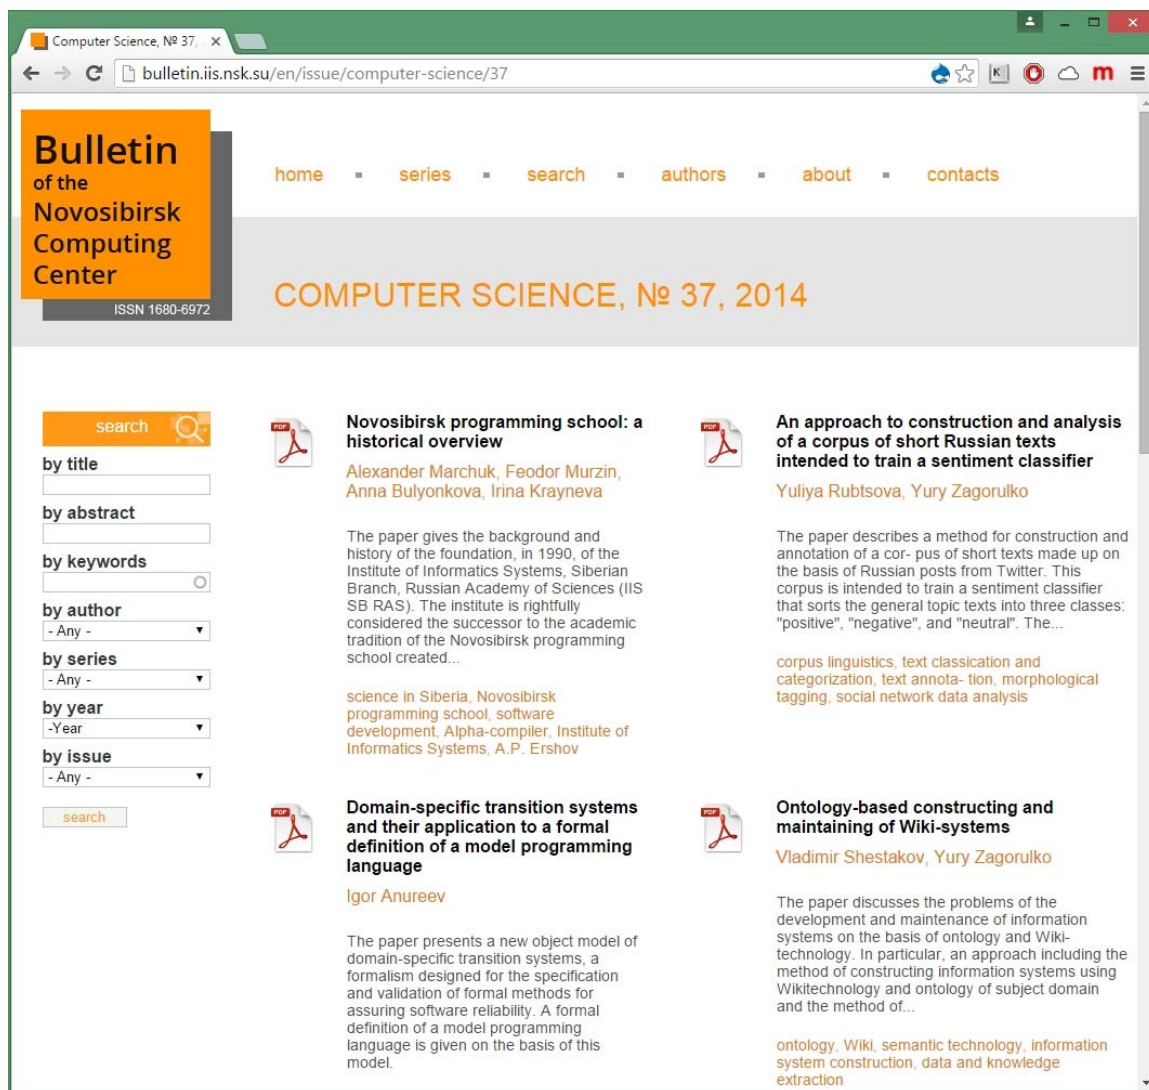 Computer Science, № 37,
bulletin.iis.nsk.su/en/issue/computer-science/37
Bulletin
of the
Novosibirsk
Computing
Center
ISSN 1680-6972
home series search authors about contacts
COMPUTER SCIENCE, № 37, 2014
search
by title
by abstract
by keywords
by author
- Any -
by series
- Any -
by year
-Year
by issue
- Any -
search
PDF
Novosibirsk programming school: a
historical overview
Alexander Marchuk, Feodor Murzin,
Anna Bulyonkova, Irina Krayneva
The paper gives the background and
history of the foundation, in 1990, of the
Institute of Informatics Systems, Siberian
Branch, Russian Academy of Sciences (IIS
SB RAS). The institute is rightfully
considered the successor to the academic
tradition of the Novosibirsk programming
school created...
science in Siberia, Novosibirsk
programming school, software
development, Alpha-compiler, Institute of
Informatics Systems, A.P. Ershov
PDF
An approach to construction and analysis
of a corpus of short Russian texts
intended to train a sentiment classifier
Yuliya Rubtsova, Yury Zagorulko
The paper describes a method for construction and
annotation of a cor- pus of short texts made up on
the basis of Russian posts from Twitter. This
corpus is intended to train a sentiment classifier
that sorts the general topic texts into three classes:
"positive", "negative", and "neutral". The...
corpus linguistics, text classication and
categorization, text annota- tion, morphological
tagging, social network data analysis
PDF
Domain-specific transition systems
and their application to a formal
definition of a model programming
language
Igor Anureev
The paper presents a new object model of
domain-specific transition systems, a
formalism designed for the specification
and validation of formal methods for
assuring software reliability. A formal
definition of a model programming
language is given on the basis of this
model.
PDF
Ontology-based constructing and
maintaining of Wiki-systems
Vladimir Shestakov, Yury Zagorulko
The paper discusses the problems of the
development and maintenance of information
systems on the basis of ontology and Wiki-
technology. In particular, an approach including the
method of constructing information systems using
Wikitechnology and ontology of subject domain
and the method of...
ontology, Wiki, semantic technology, information
system construction, data and knowledge
extraction